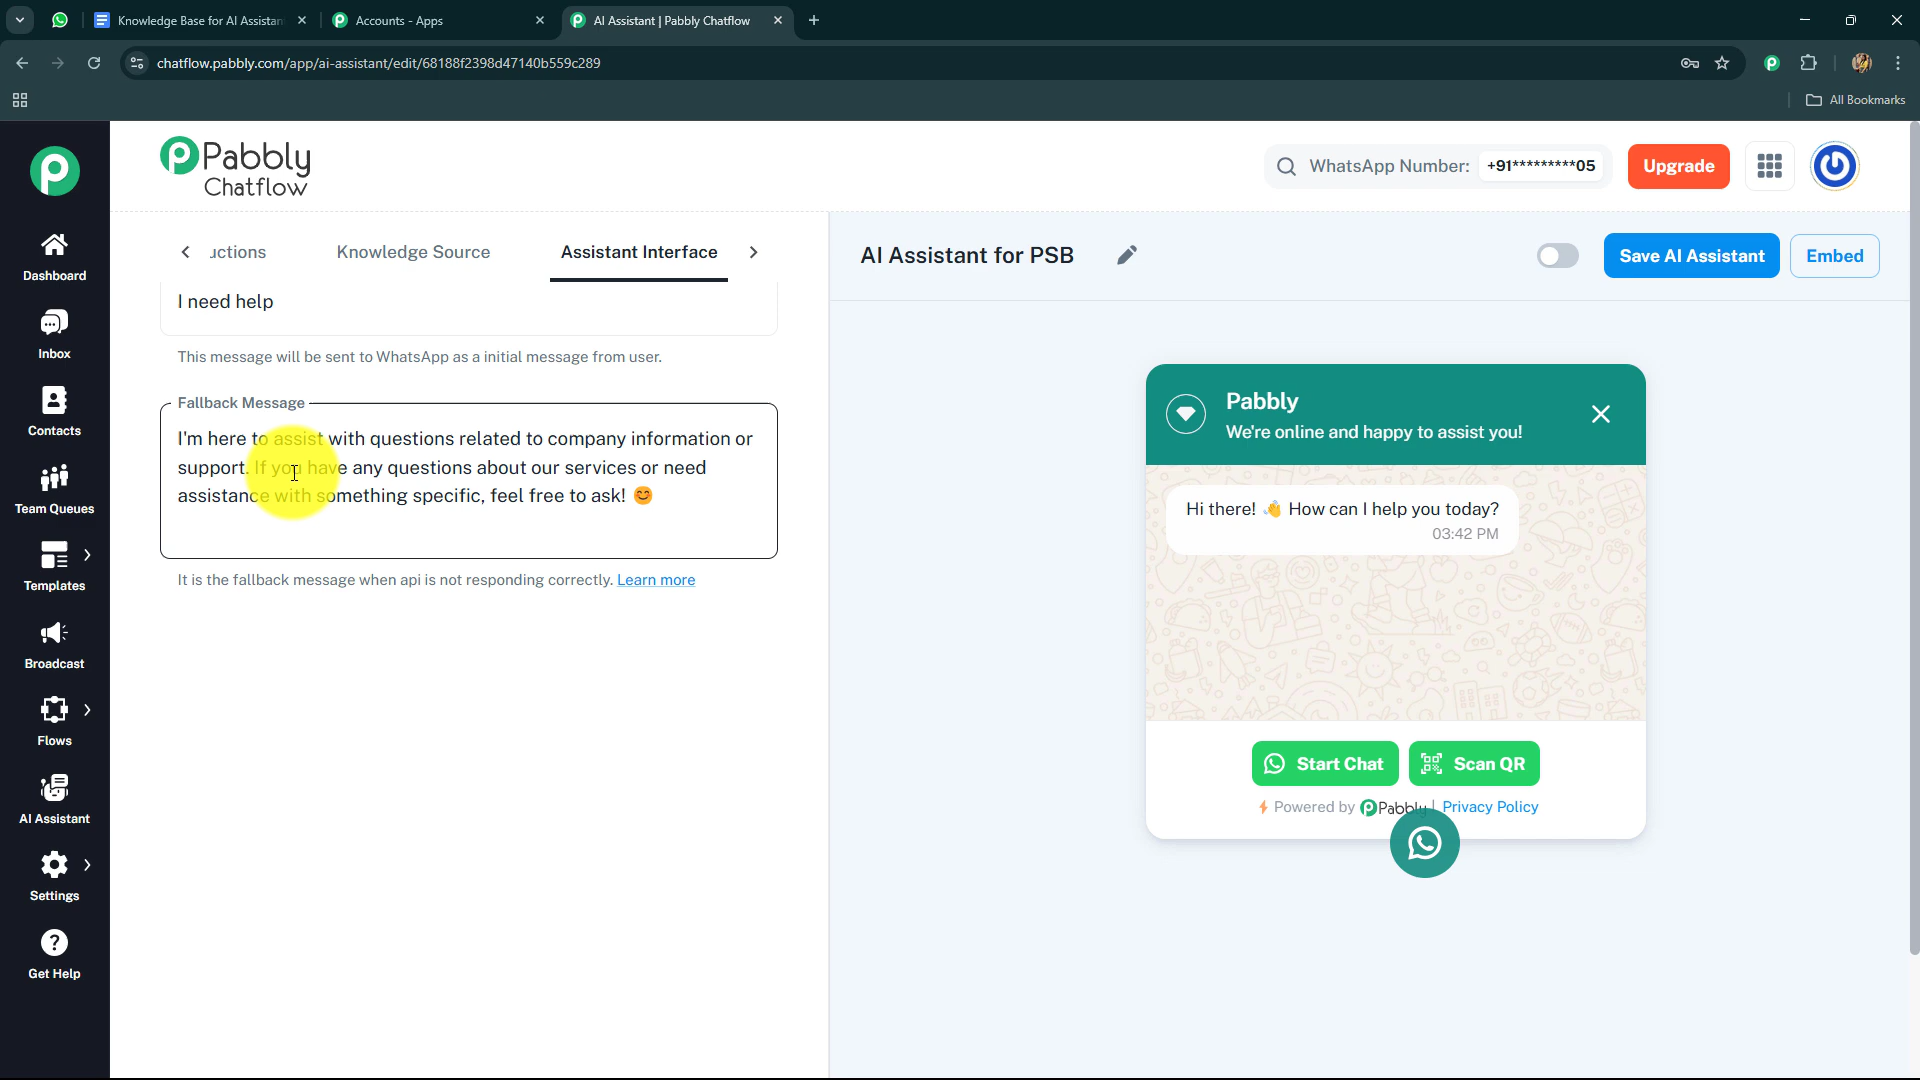 Knowledge Base for AI Assistan
Accounts - Apps
AI Assistant | Pabbly Chatflow
chatflow.pabbly.com/app/ai-assistant/edit/68188f2398d47140b559c289
All Bookmarks
Pabbly
Chatflow
WhatsApp Number: +91*********05
Upgrade
Dashboard
Inbox
Contacts
Team Queues
Templates
Broadcast
Flows
AI Assistant
Settings
Get Help
uctions
Knowledge Source
Assistant Interface
I need help
This message will be sent to WhatsApp as a initial message from user.
Fallback Message
I'm here to assist with questions related to company information or
support. If you have any questions about our services or need
assistance with something specific, feel free to ask! 😊
It is the fallback message when api is not responding correctly. Learn more
AI Assistant for PSB
Save AI Assistant
Embed
Pabbly
We're online and happy to assist you!
Hi there! 👋 How can I help you today?
03:42 PM
Start Chat
Scan QR
Powered by Pabbly | Privacy Policy